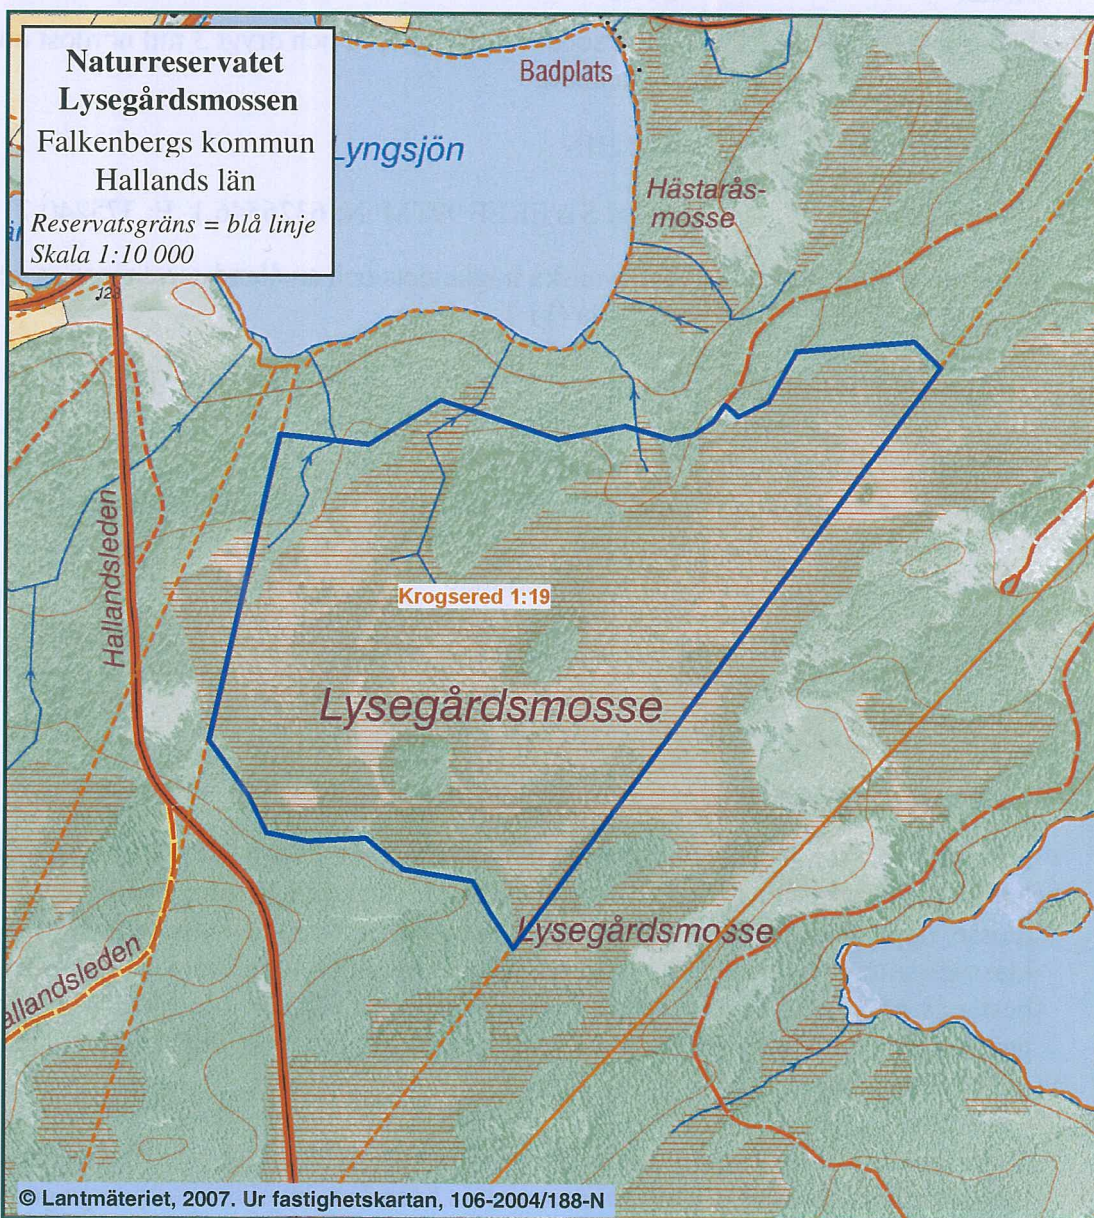 Naturreservatet
Lysegårdsmossen
Falkenbergs kommun
Hallands län
Reservatsgräns = blå linje
Skala 1:10 000
Badplats
Lyngsjön
Hästarås-
mosse
Hallandsleden
Krogsered 1:19
Lysegårdsmosse
Lysegårdsmosse
allandsleden
© Lantmäteriet, 2007. Ur fastighetskartan, 106-2004/188-N